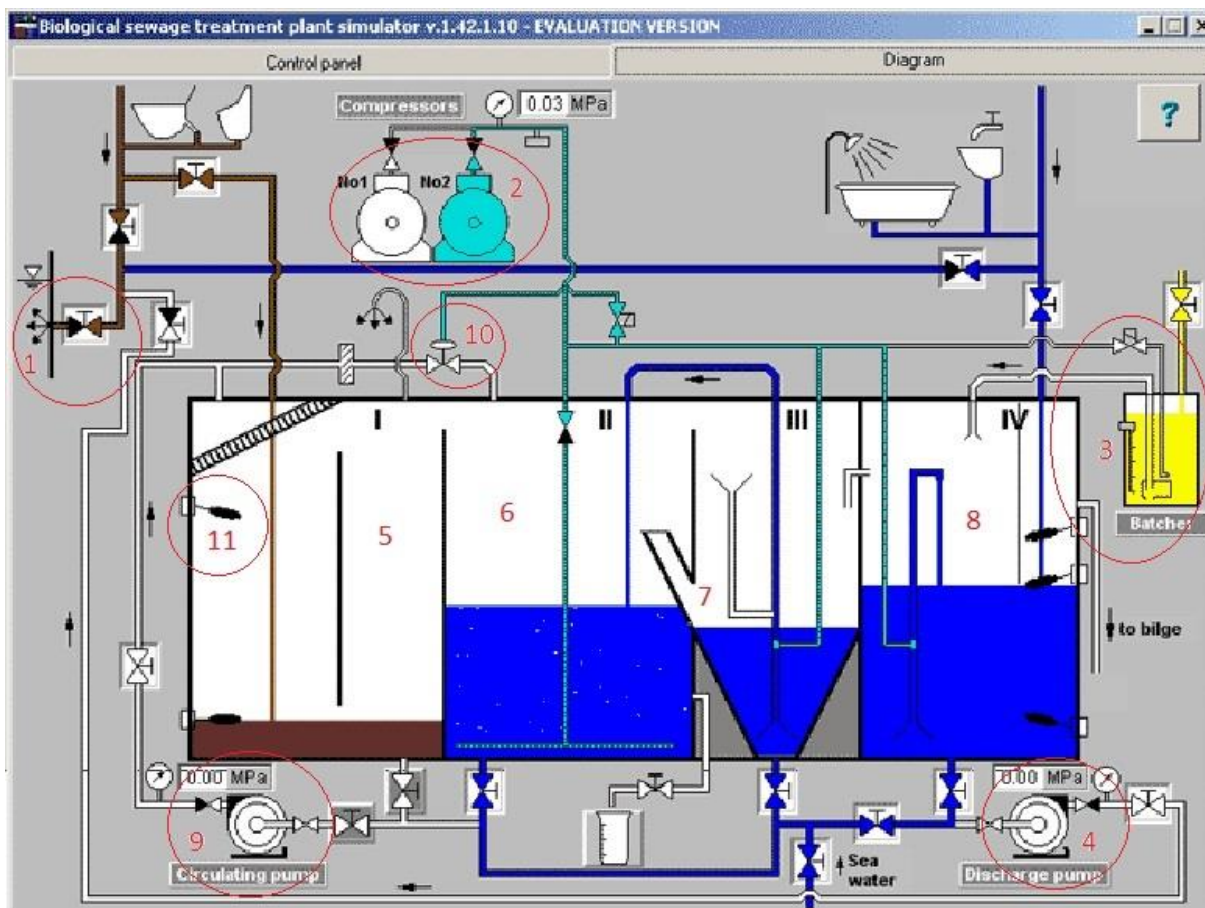 Biological sewage treatment plant simulator v.1.42.1.10 - EVALUATION VERSION
Control panel
Diagram
Compressors
0.03 MPa
?
No1
No2
2
1
10
3
I
II
III
IV
11
5
6
7
8
Batcher
to bilge
0.00 MPa
9
Circulating pump
Sea
water
0.00 MPa
4
Discharge pump